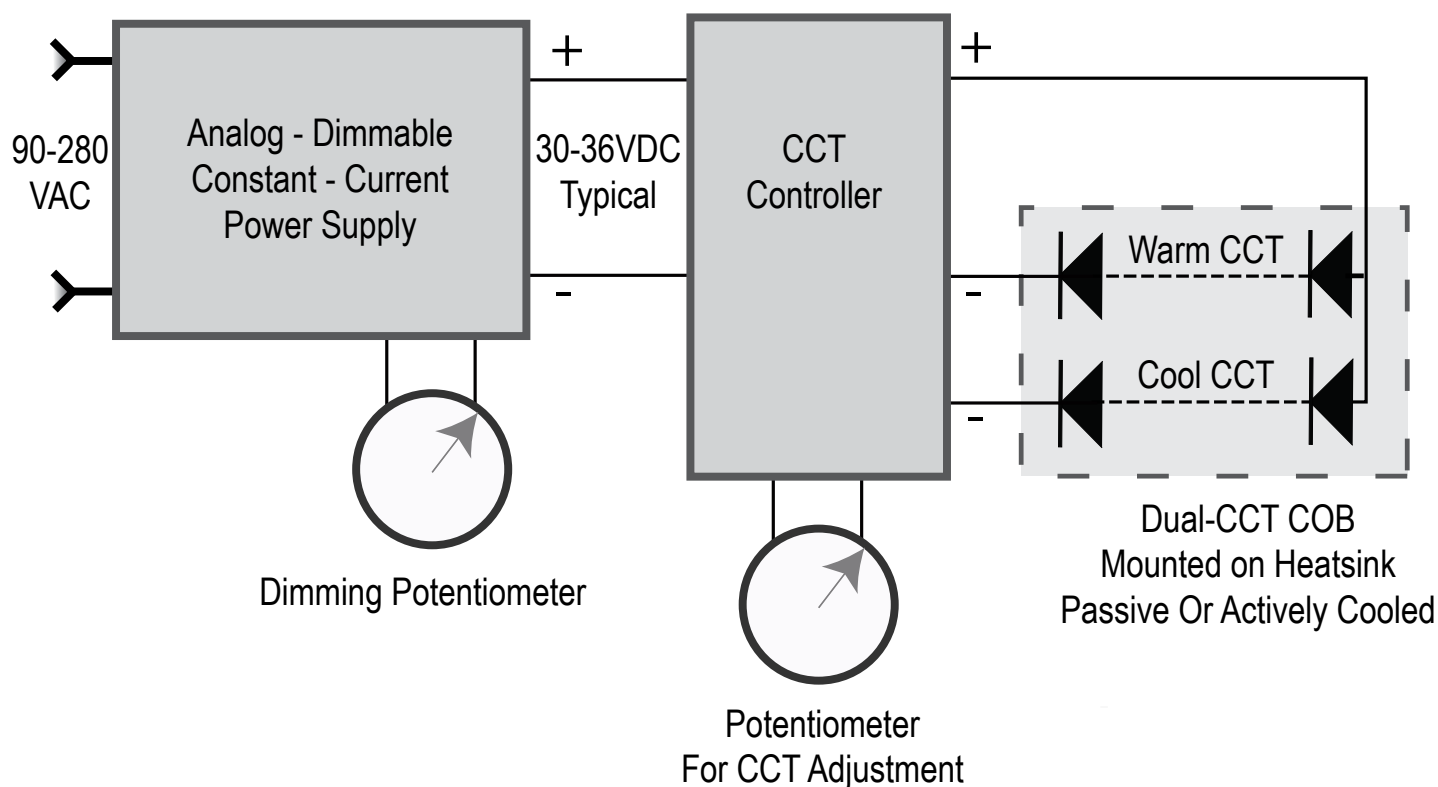 90-280
VAC
Analog - Dimmable
Constant - Current
Power Supply
+
30-36VDC
Typical
-
CCT
Controller
+
Warm CCT
-
Cool CCT
-
Dual-CCT COB
Mounted on Heatsink
Passive Or Actively Cooled
Dimming Potentiometer
Potentiometer
For CCT Adjustment